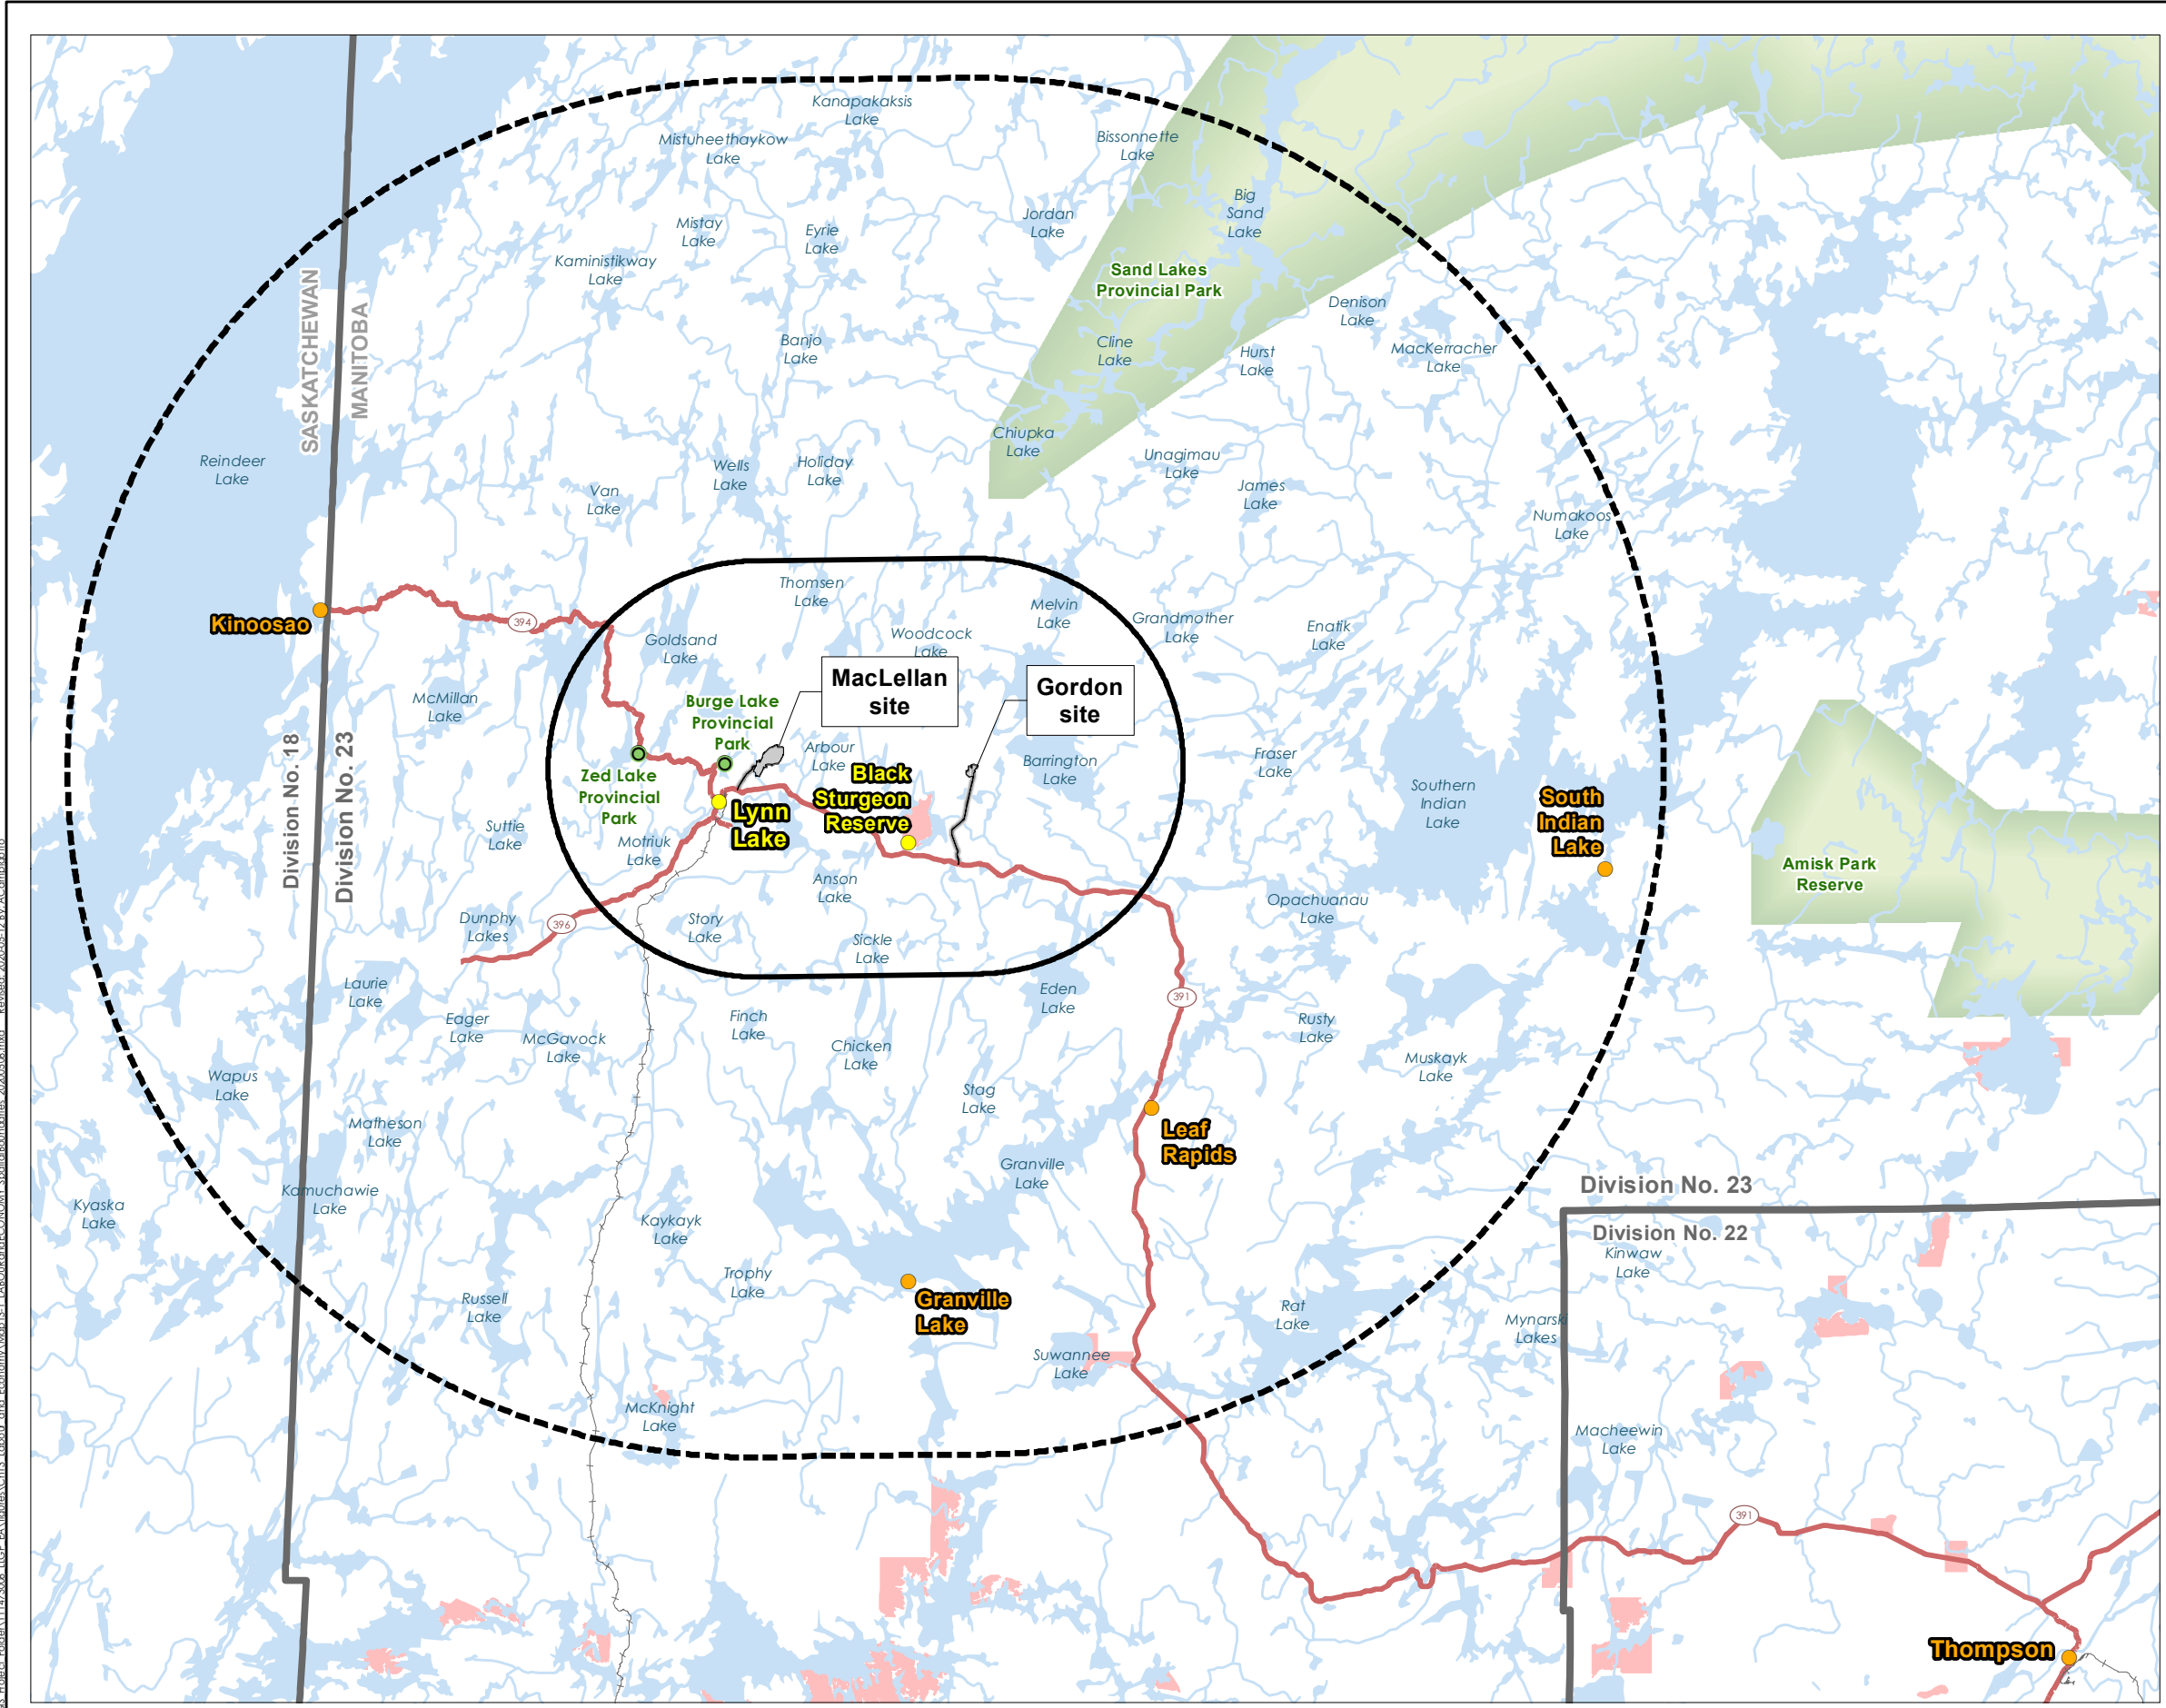 Kanapakaksis
Lake
Mistuheethaykow
Lake
Bissonnette
Lake
Big
Sand
Lake
Jordan
Lake
Mistay
Lake
Eyrie
Lake
Kaministikway
Lake
Sand Lakes
Provincial Park
Denison
Lake
SASKATCHEWAN
MANITOBA
Banjo
Lake
Cline
Lake
Hurst
Lake
MacKerracher
Lake
Chiupka
Lake
Reindeer
Lake
Wells
Lake
Holiday
Lake
Unagimau
Lake
Van
Lake
James
Lake
Numakoos
Lake
Thomsen
Lake
Melvin
Lake
Kinoosao
394
Goldsand
Lake
Woodcock
Lake
Grandmother
Lake
Enatik
Lake
MacLellan
site
Gordon
site
McMillan
Lake
Burge Lake
Provincial
Park
Arbour
Lake
Barrington
Lake
Fraser
Lake
Division No. 18
Division No. 23
Zed Lake
Provincial
Park
Black
Sturgeon
Reserve
Southern
Indian
Lake
South
Indian
Lake
Lynn
Lake
Suttie
Lake
Motriuk
Lake
Amisk Park
Reserve
Anson
Lake
Opachuanau
Lake
Dunphy
Lakes
396
Story
Lake
Sickle
Lake
Laurie
Lake
Eden
Lake
391
Eager
Lake
McGavock
Lake
Finch
Lake
Rusty
Lake
Chicken
Lake
Muskayk
Lake
Wapus
Lake
Stag
Lake
Matheson
Lake
Leaf
Rapids
Granville
Lake
Kamuchawie
Lake
Kyaska
Lake
Division No. 23
Division No. 22
Kaykayk
Lake
Kinwaw
Lake
Trophy
Lake
Granville
Lake
Russell
Lake
Rat
Lake
Mynarski
Lakes
Suwannee
Lake
McKnight
Lake
Macheewin
Lake
391
Thompson